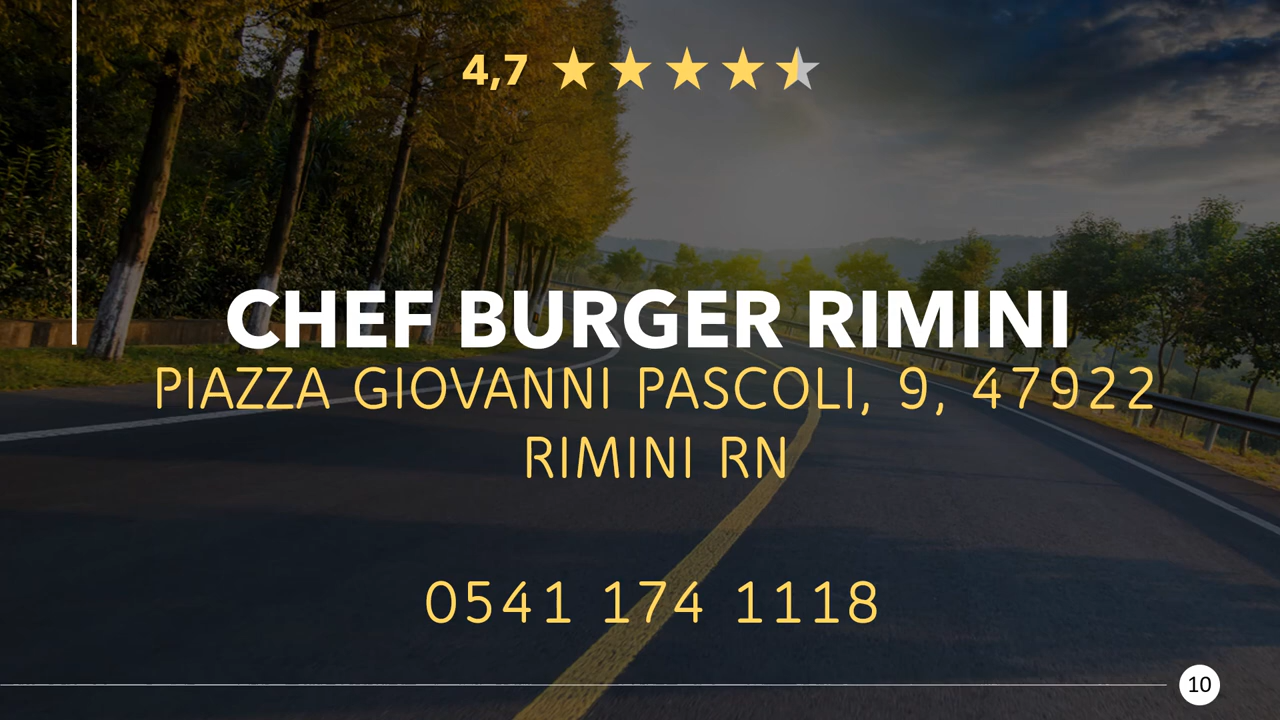 4,7
CHEF BURGER RIMINI
PIAZZA GIOVANNI PASCOLI, 9, 47922
RIMINI RN
0541 174 1118
10